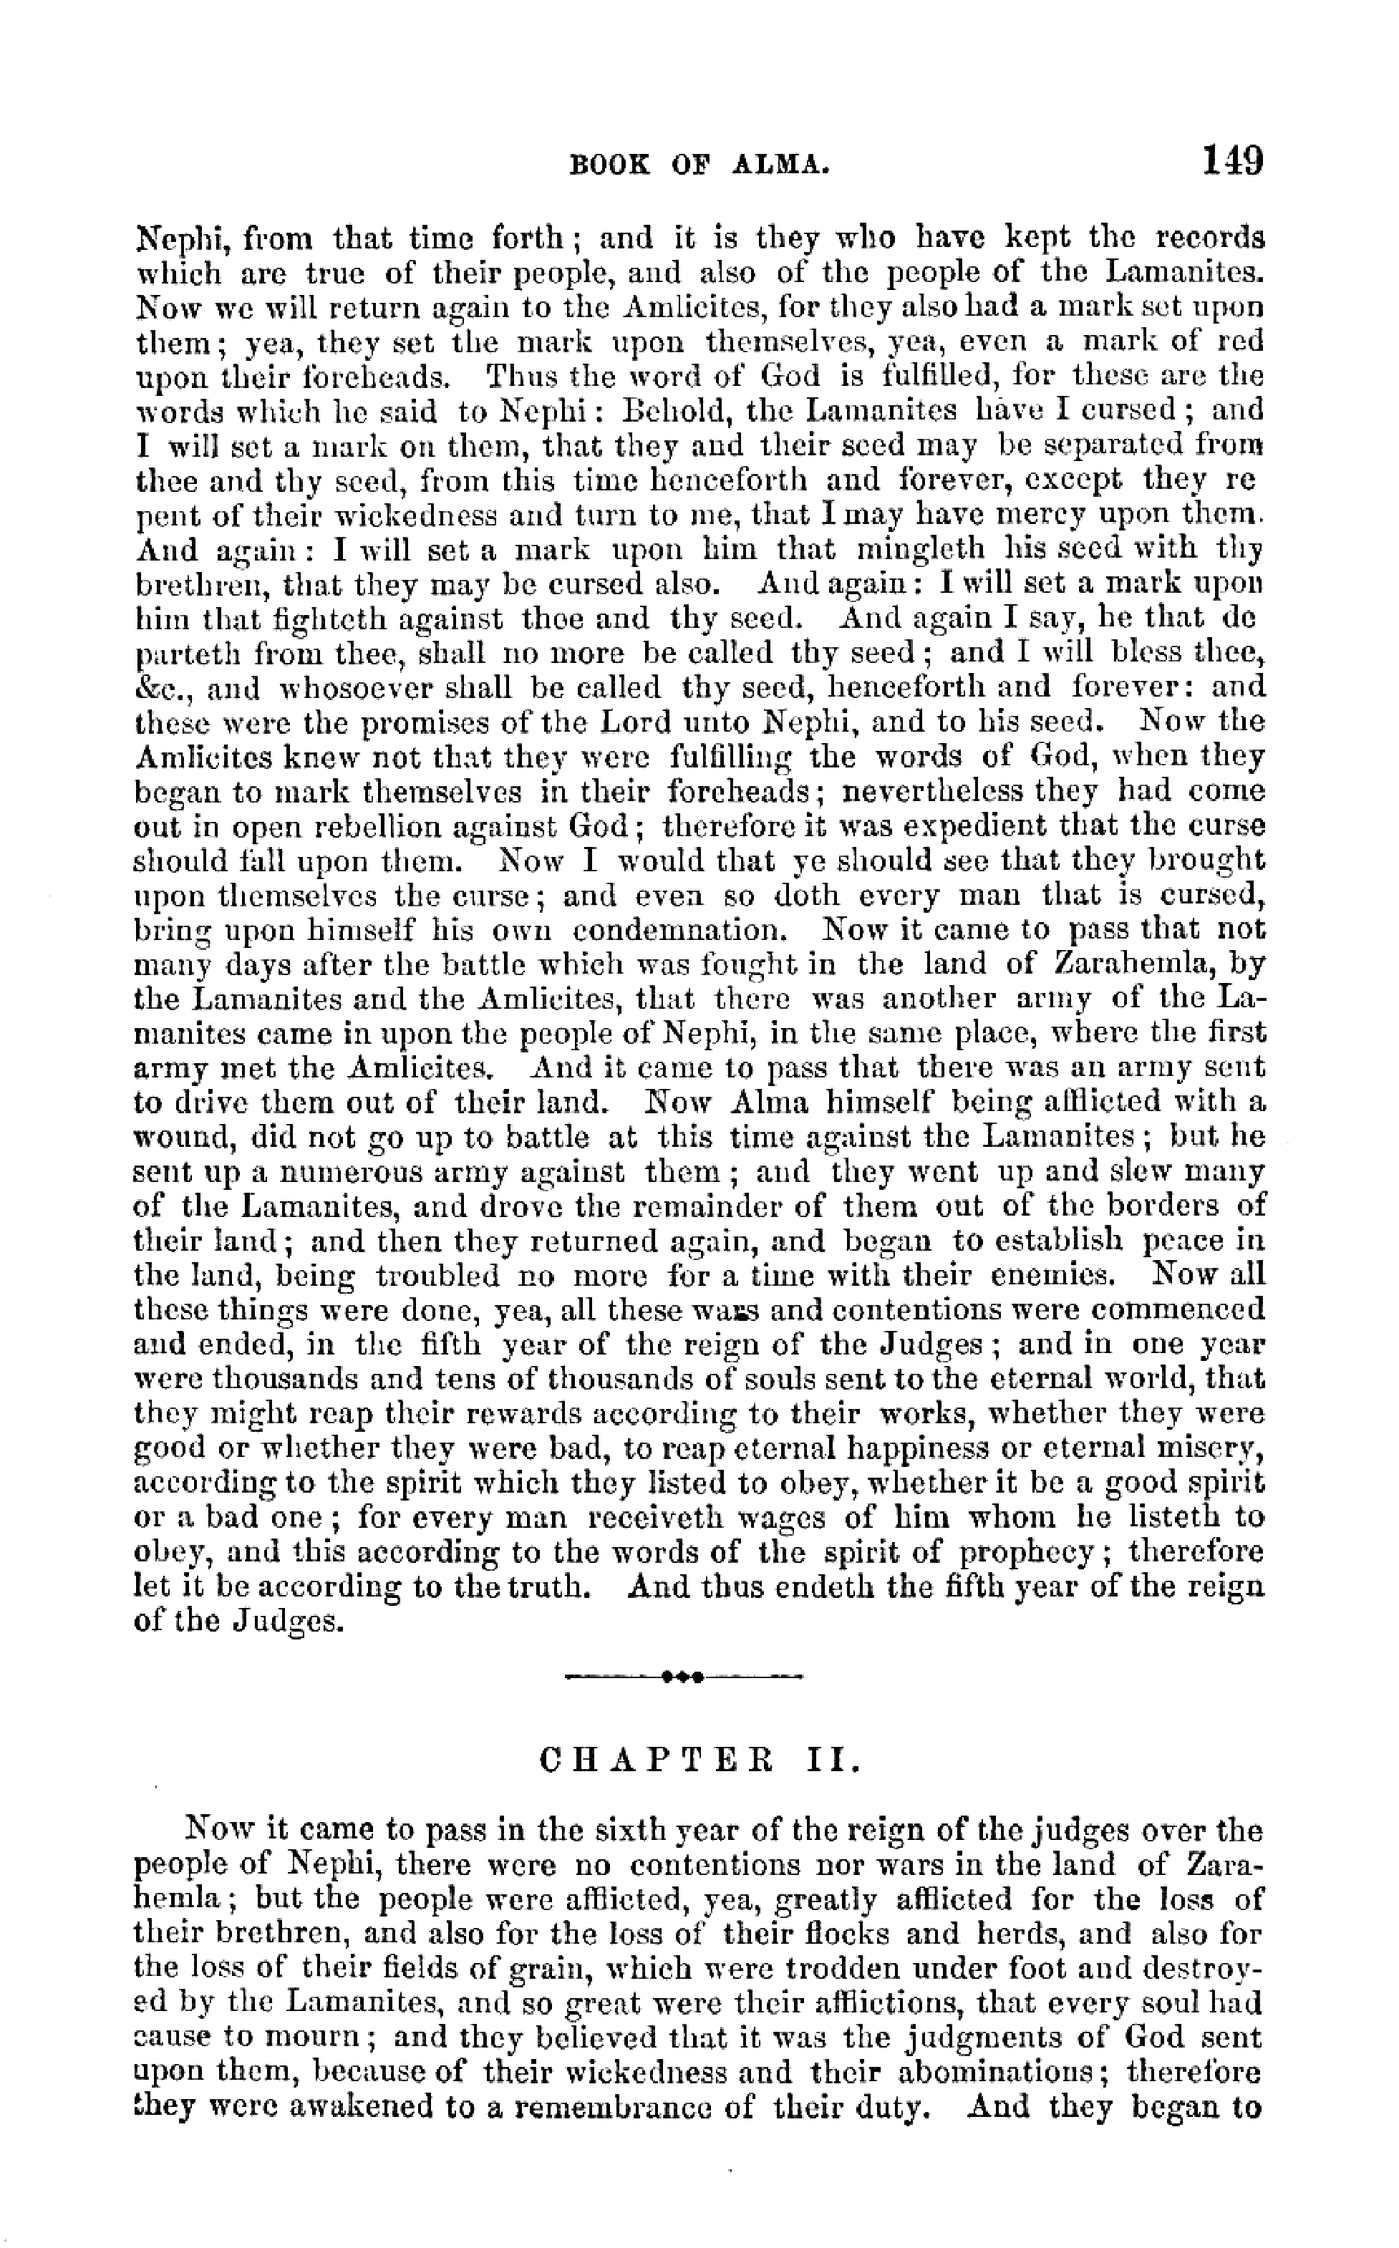 BOOK OF ALMA. 149
Nephi, from that time forth; and it is they who have kept the records
which are true of their people, and also of the people of the Lamanites.
Now we will return again to the Amlicites, for they also had a mark set upon
them; yea, they set the mark upon themselves, yea, even a mark of red
upon their foreheads. Thus the word of God is fulfilled, for these are the
words which he said to Nephi: Behold, the Lamanites have I cursed; and
I will set a mark on them, that they and their seed may be separated from
thee and thy seed, from this time henceforth and forever, except they re
pent of their wickedness and turn to me, that I may have mercy upon them.
And again: I will set a mark upon him that mingleth his seed with thy
brethren, that they may be cursed also. And again: I will set a mark upon
him that fighteth against thee and thy seed. And again I say, he that de
parteth from thee, shall no more be called thy seed; and I will bless thee,
&c., and whosoever shall be called thy seed, henceforth and forever: and
these were the promises of the Lord unto Nephi, and to his seed. Now the
Amlicites knew not that they were fulfilling the words of God, when they
began to mark themselves in their foreheads; nevertheless they had come
out in open rebellion against God; therefore it was expedient that the curse
should fall upon them. Now I would that ye should see that they brought
upon themselves the curse; and even so doth every man that is cursed,
bring upon himself his own condemnation. Now it came to pass that not
many days after the battle which was fought in the land of Zarahemla, by
the Lamanites and the Amlicites, that there was another army of the La-
manites came in upon the people of Nephi, in the same place, where the first
army met the Amlicites. And it came to pass that there was an army sent
to drive them out of their land. Now Alma himself being afflicted with a
wound, did not go up to battle at this time against the Lamanites; but he
sent up a numerous army against them; and they went up and slew many
of the Lamanites, and drove the remainder of them out of the borders of
their land; and then they returned again, and began to establish peace in
the land, being troubled no more for a time with their enemies. Now all
these things were done, yea, all these wars and contentions were commenced
and ended, in the fifth year of the reign of the Judges; and in one year
were thousands and tens of thousands of souls sent to the eternal world, that
they might reap their rewards according to their works, whether they were
good or whether they were bad, to reap eternal happiness or eternal misery,
according to the spirit which they listed to obey, whether it be a good spirit
or a bad one; for every man receiveth wages of him whom he listeth to
obey, and this according to the words of the spirit of prophecy; therefore
let it be according to the truth. And thus endeth the fifth year of the reign
of the Judges.
CHAPTER II.
Now it came to pass in the sixth year of the reign of the judges over the
people of Nephi, there were no contentions nor wars in the land of Zara-
hemla; but the people were afflicted, yea, greatly afflicted for the loss of
their brethren, and also for the loss of their flocks and herds, and also for
the loss of their fields of grain, which were trodden under foot and destroy-
ed by the Lamanites, and so great were their afflictions, that every soul had
cause to mourn; and they believed that it was the judgments of God sent
upon them, because of their wickedness and their abominations; therefore
they were awakened to a remembrance of their duty. And they began to